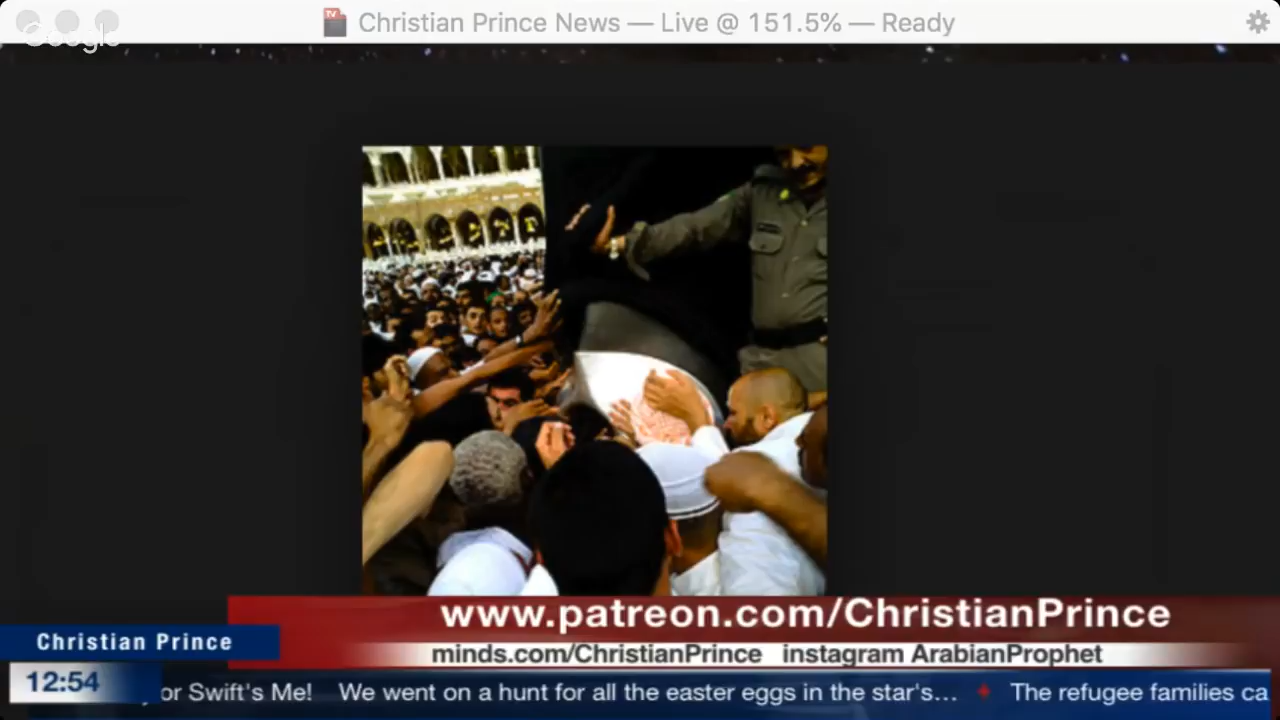 Christian Prince News — Live @ 151.5% — Ready
Google
TV
www.patreon.com/ChristianPrince
Christian Prince
minds.com/ChristianPrince instagram ArabianProphet
12:54
or Swift's Me! We went on a hunt for all the easter eggs in the star's... The refugee families ca